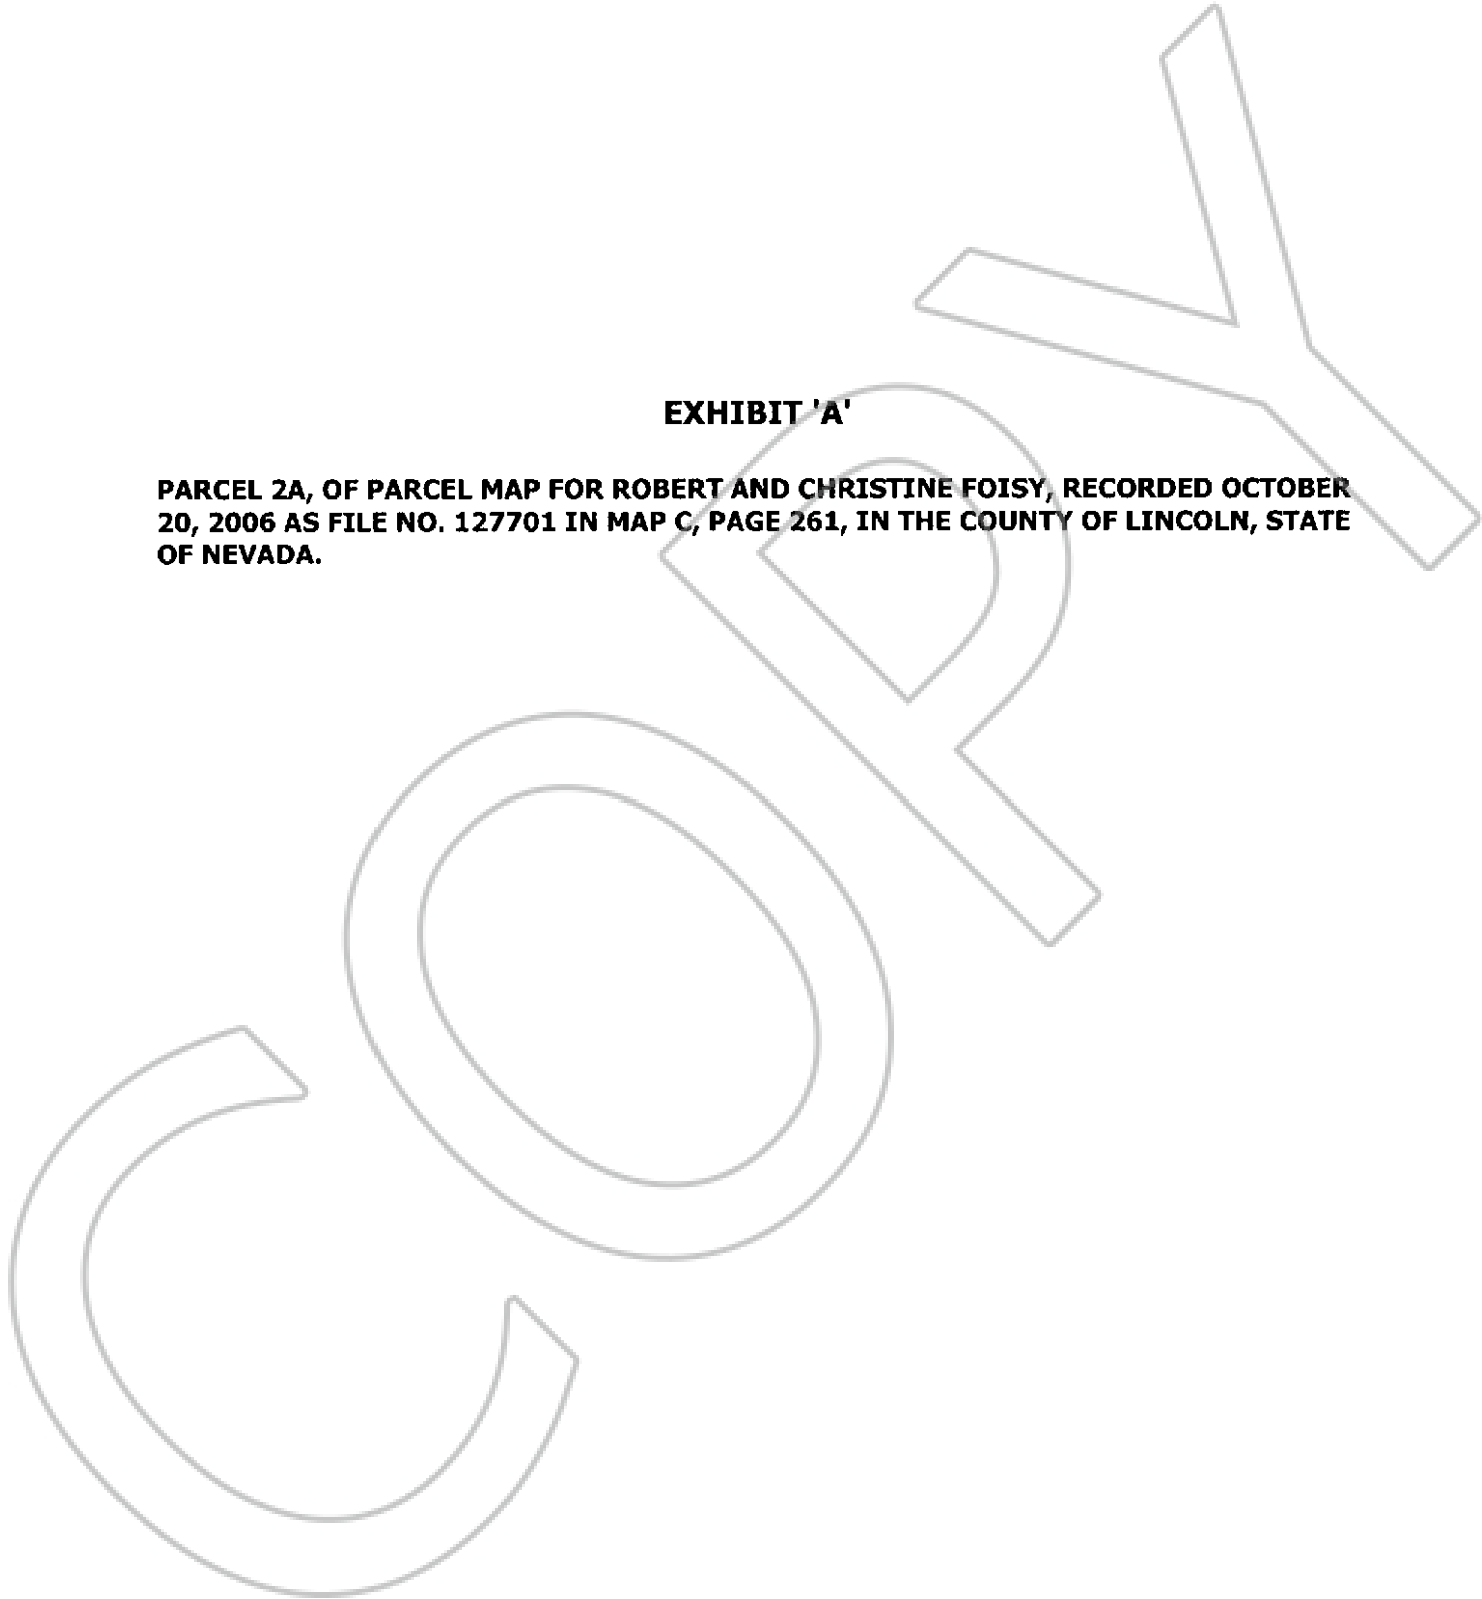 EXHIBIT 'A'
PARCEL 2A, OF PARCEL MAP FOR ROBERT AND CHRISTINE FOISY, RECORDED OCTOBER
20, 2006 AS FILE NO. 127701 IN MAP C, PAGE 261, IN THE COUNTY OF LINCOLN, STATE
OF NEVADA.
COPY